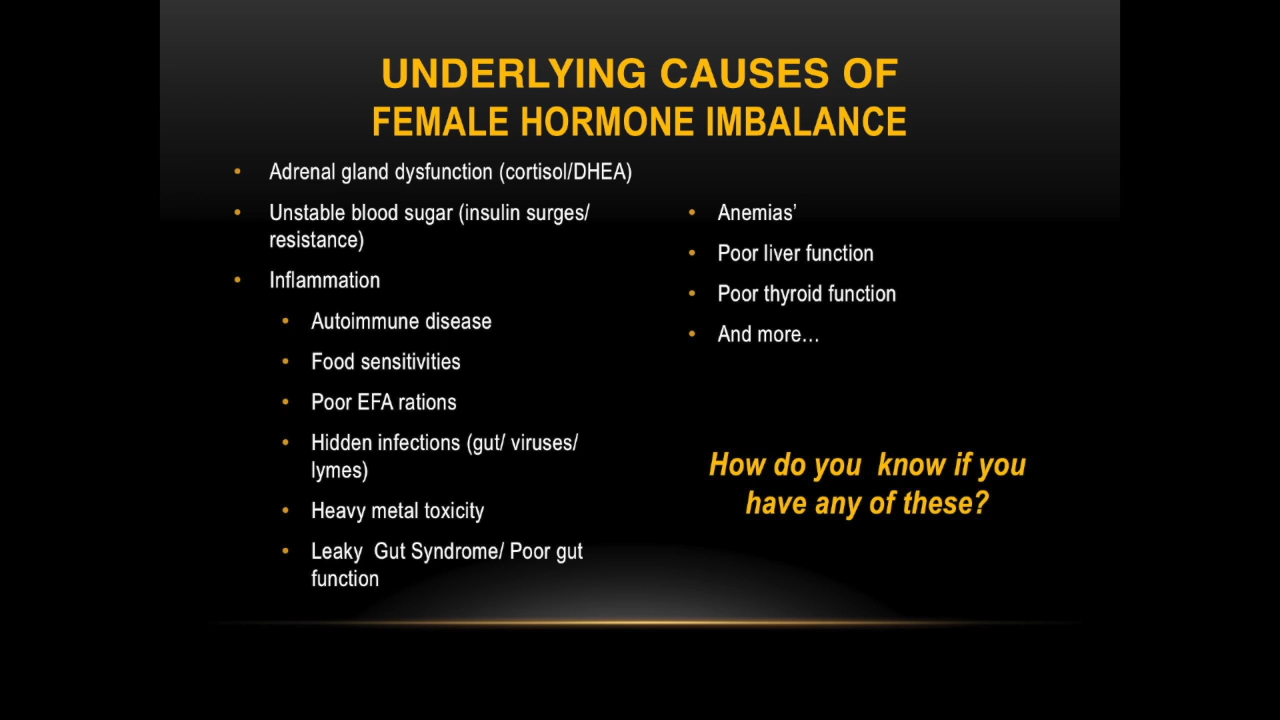 UNDERLYING CAUSES OF
FEMALE HORMONE IMBALANCE
• Adrenal gland dysfunction (cortisol/DHEA)
• Unstable blood sugar (insulin surges/
resistance)
• Inflammation
• Autoimmune disease
• Food sensitivities
• Poor EFA rations
• Hidden infections (gut/ viruses/
lymes)
• Heavy metal toxicity
• Leaky  Gut Syndrome/ Poor gut
function
• Anemias’
• Poor liver function
• Poor thyroid function
• And more…
How do you  know if you
have any of these?